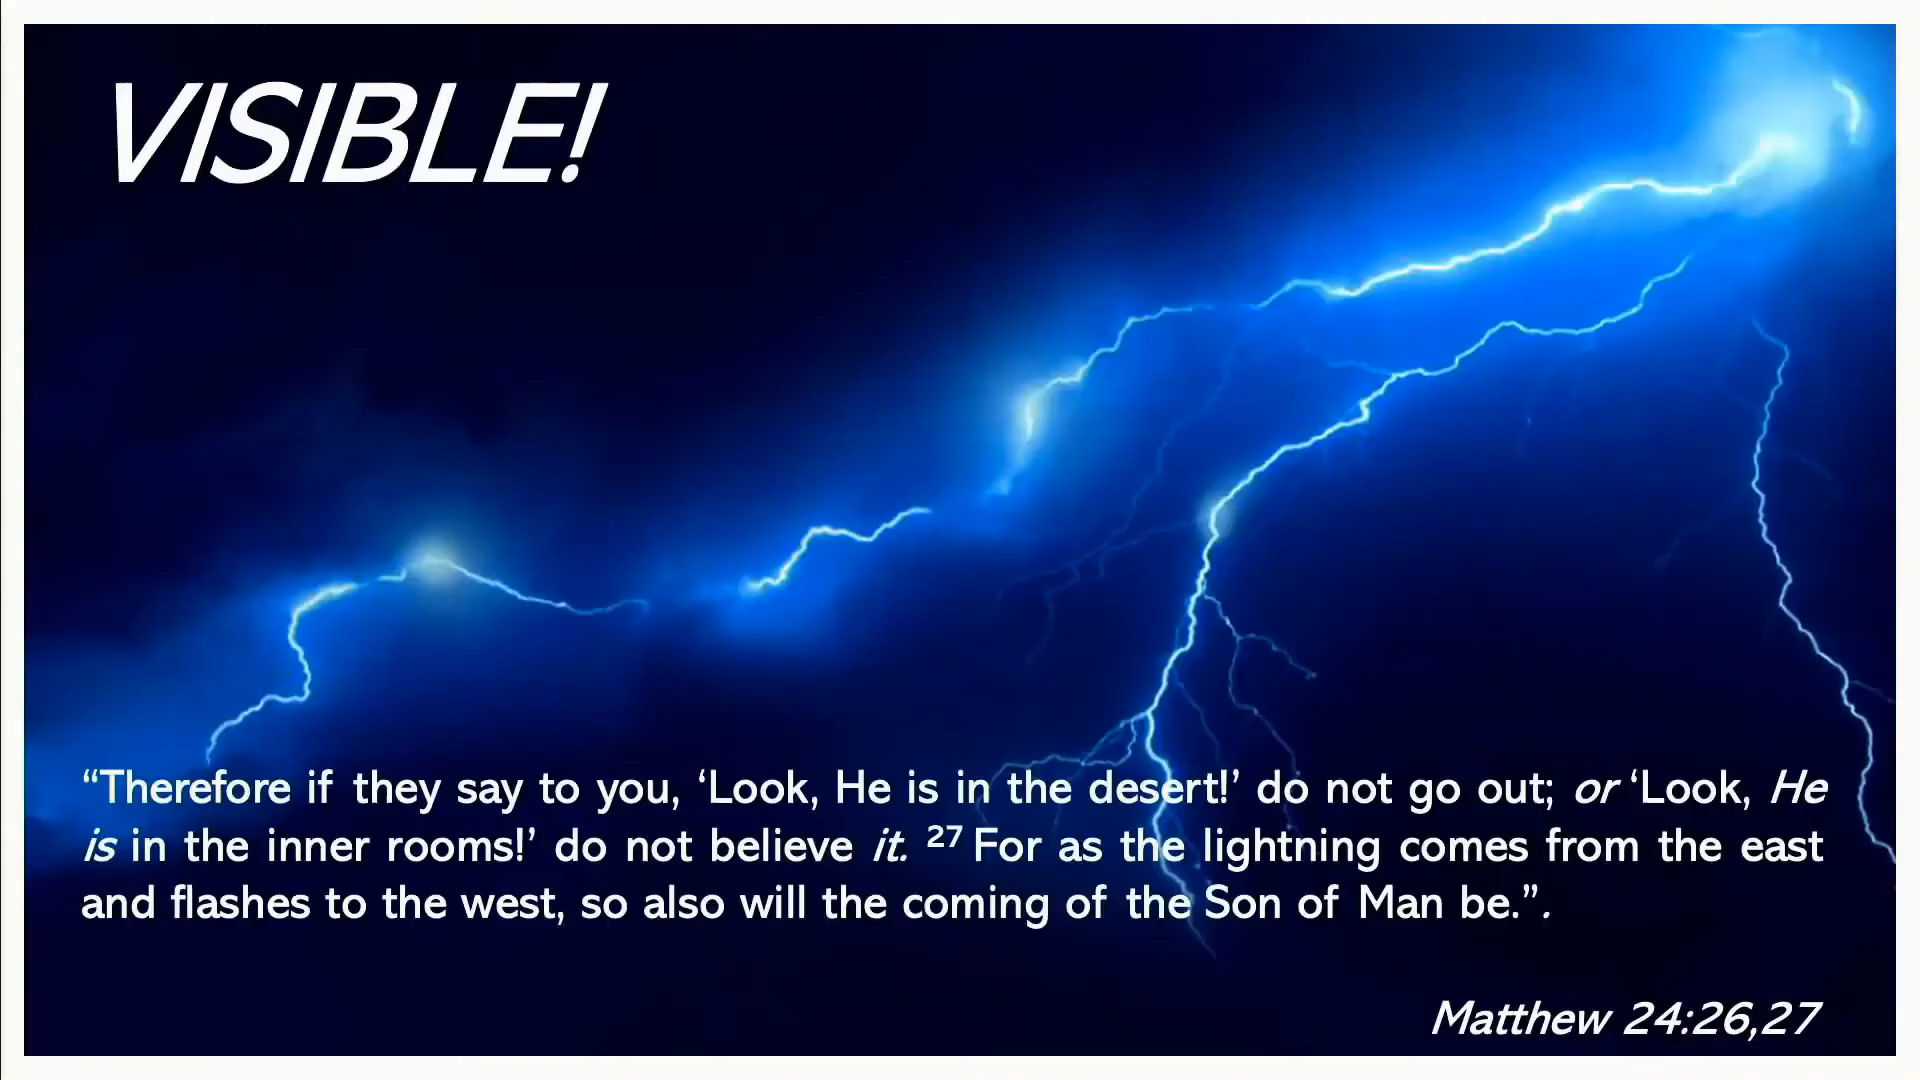 VISIBLE!
“Therefore if they say to you, ‘Look, He is in the desert!’ do not go out; or ‘Look, He
is in the inner rooms!’ do not believe it. 27 For as the lightning comes from the east
and flashes to the west, so also will the coming of the Son of Man be.”.
Matthew 24:26,27